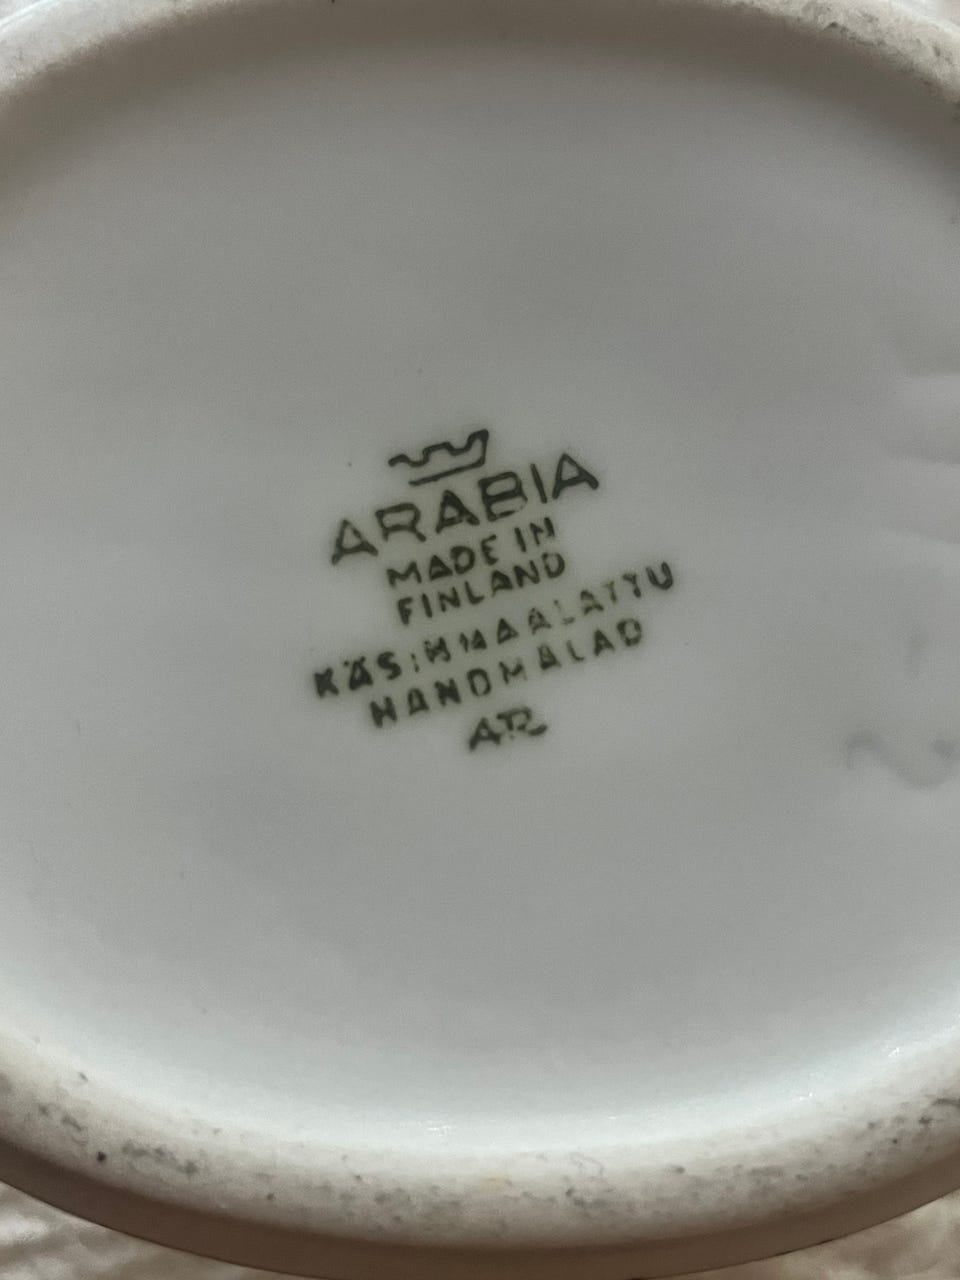 ARABIA
MADE IN
FINLAND
KÄSINMAALATTU
HANDMÅLAD
AR